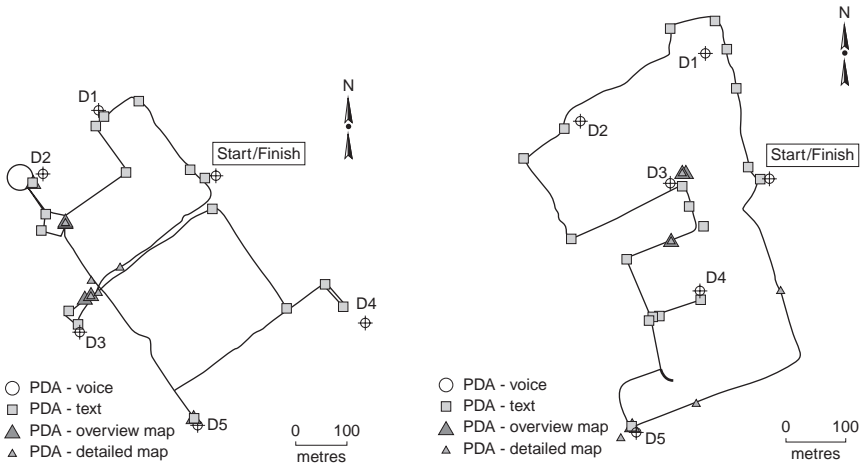 D1
N
D2
Start/Finish
D4
D3
D5
PDA - voice
PDA - text
PDA - overview map
PDA - detailed map
0 100
metres
N
D1
D2
Start/Finish
D3
D4
PDA - voice
PDA - text
PDA - overview map
PDA - detailed map
D5
0 100
metres